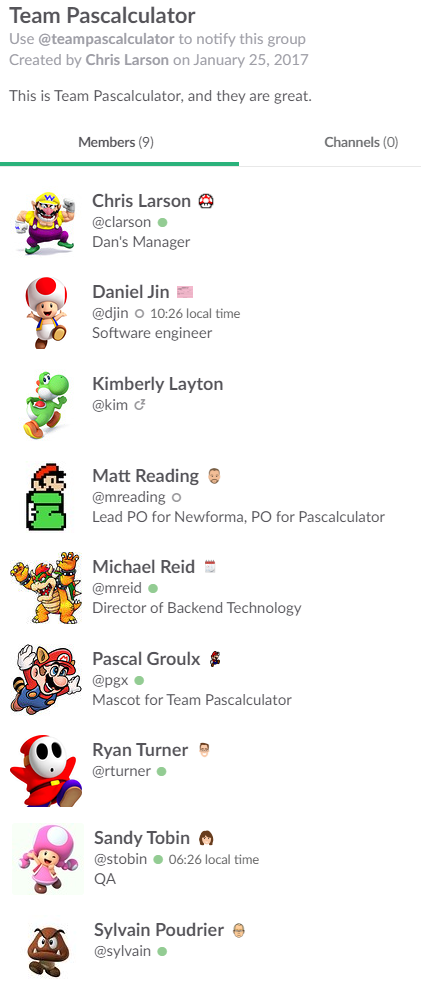 Team Pascalculator
Use @teampascalculator to notify this group
Created by Chris Larson on January 25, 2017
This is Team Pascalculator, and they are great.
Members (9)
Channels (0)
Chris Larson
@clarson
Dan's Manager
Daniel Jin
@djin 10:26 local time
Software engineer
Kimberly Layton
@kim
Matt Reading
@mreading
Lead PO for Newforma, PO for Pascalculator
Michael Reid
@mreid
Director of Backend Technology
Pascal Groulx
@pgx
Mascot for Team Pascalculator
Ryan Turner
@rturner
Sandy Tobin
@stobin 06:26 local time
QA
Sylvain Poudrier
@sylvain